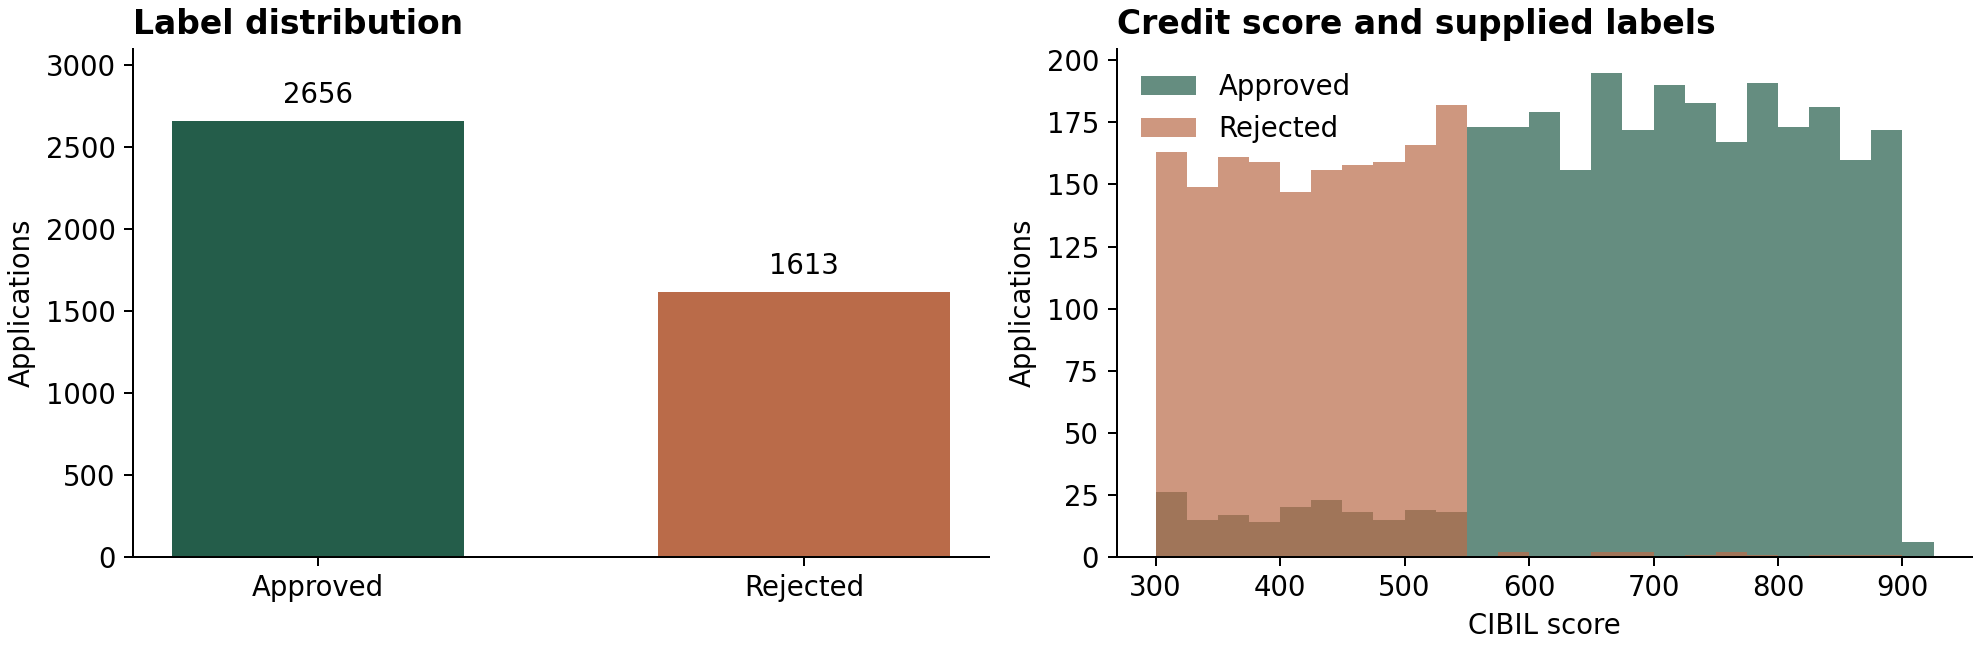 Label distribution
3000
2500
2000
1500
1000
500
0
Applications
2656
1613
Approved
Rejected
Credit score and supplied labels
200
175
150
125
100
75
50
25
0
Applications
Approved
Rejected
300 400 500 600 700 800 900
CIBIL score